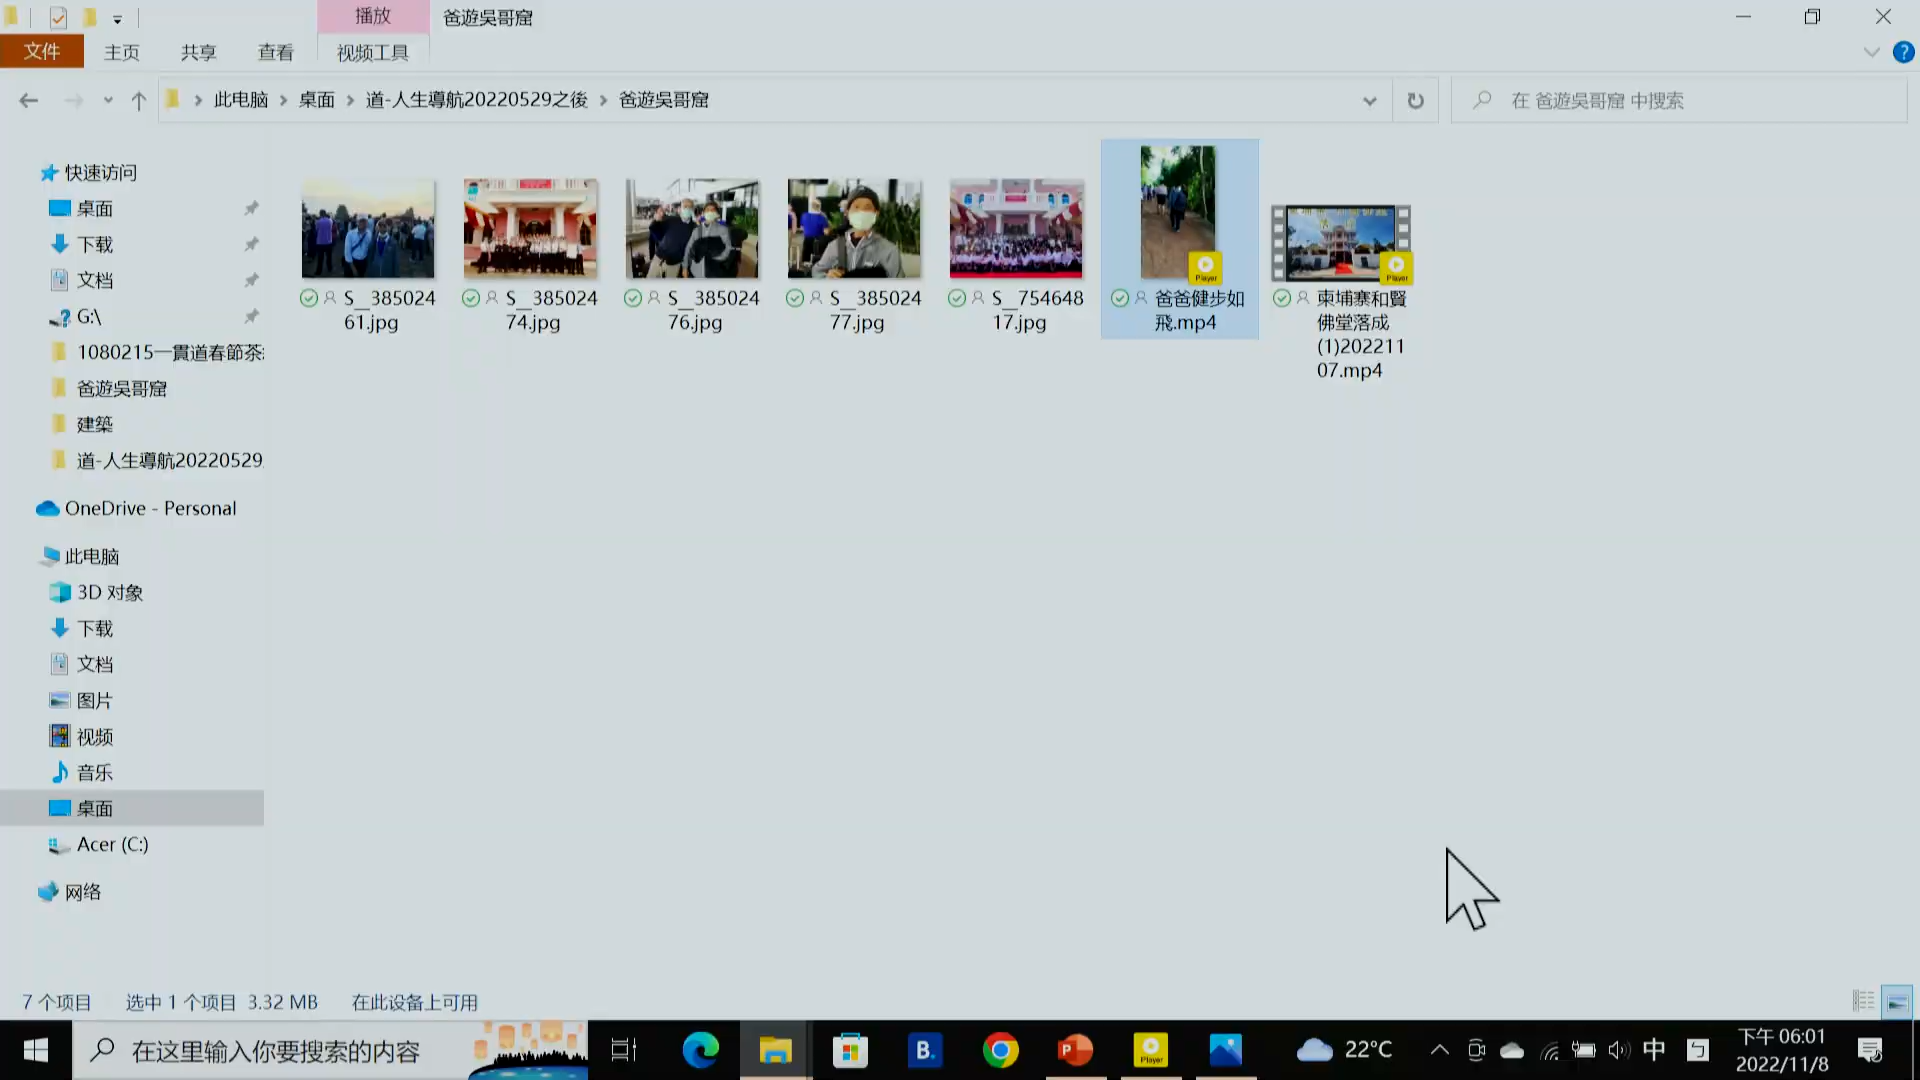 播放
爸遊吳哥窟
文件
主页
共享
查看
视频工具
此电脑
桌面
道-人生導航20220529之後
爸遊吳哥窟
在 爸遊吳哥窟 中搜索
快速访问
桌面
下载
文档
G:\
1080215一貫道春節茶
爸遊吳哥窟
建築
道-人生導航20220529
OneDrive - Personal
此电脑
3D 对象
下载
文档
图片
视频
音乐
桌面
Acer (C:)
网络
S__385024
61.jpg
S__385024
74.jpg
S__385024
76.jpg
S__385024
77.jpg
S__754648
17.jpg
Player
爸爸健步如
飛.mp4
Player
柬埔寨和賢
佛堂落成
(1)202211
07.mp4
7 个项目
选中 1 个项目 3.32 MB
在此设备上可用
在这里输入你要搜索的内容
B.
P
Player
22°C
中
ㄅ
下午 06:01
2022/11/8